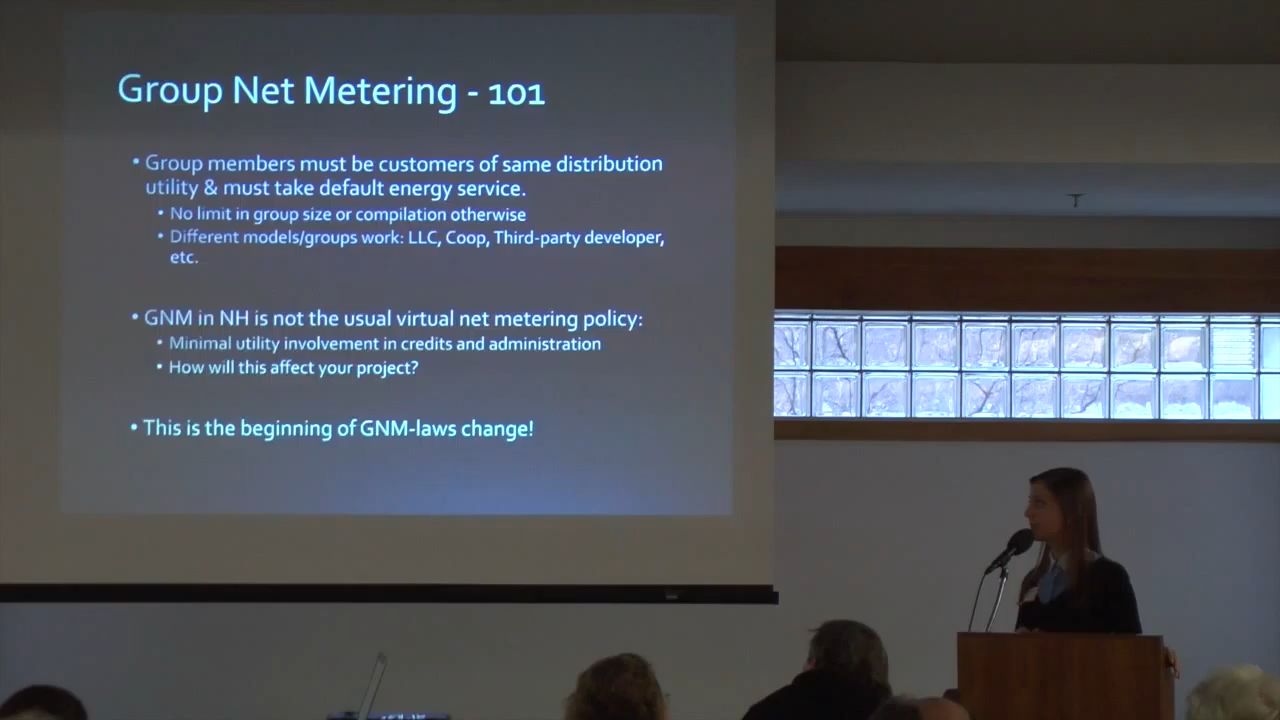 Group Net Metering - 101
• Group members must be customers of same distribution
utility & must take default energy service.
• No limit in group size or compilation otherwise
• Different models/groups work: LLC, Coop, Third-party developer,
etc.
• GNM in NH is not the usual virtual net metering policy:
• Minimal utility involvement in credits and administration
• How will this affect your project?
• This is the beginning of GNM-laws change!